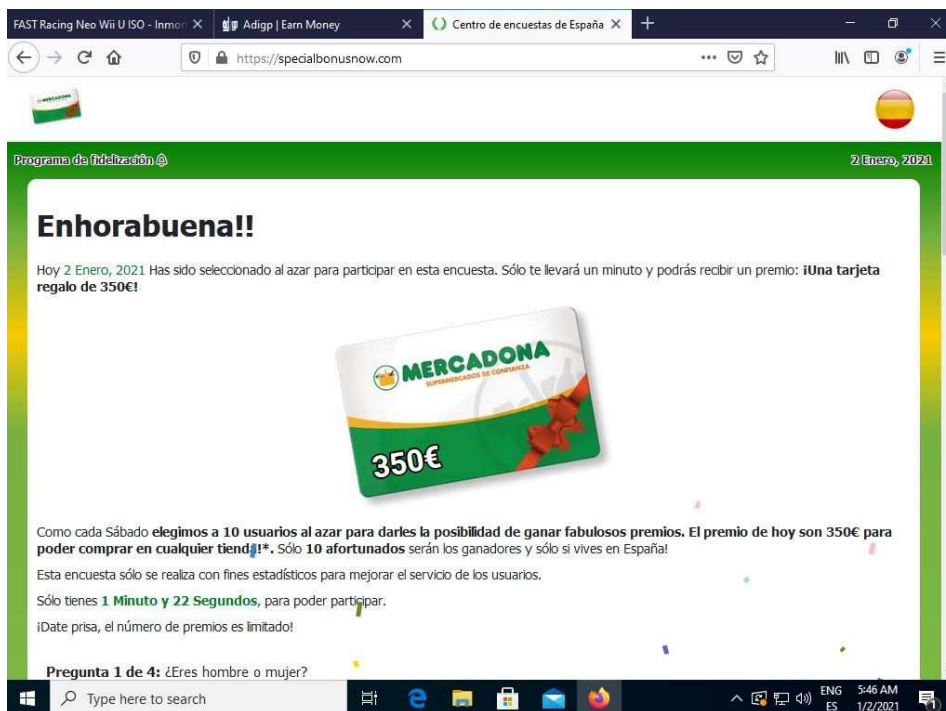 FAST Racing Neo Wii U ISO - Inmor
Adigp | Earn Money
Centro de encuestas de España
https://specialbonusnow.com
MERCADONA
Programa de fidelización
2 Enero, 2021
Enhorabuena!!
Hoy 2 Enero, 2021 Has sido seleccionado al azar para participar en esta encuesta. Sólo te llevará un minuto y podrás recibir un premio: ¡Una tarjeta
regalo de 350€!
MERCADONA
SUPERMERCADOS DE CONFIANZA
350€
Como cada Sábado elegimos a 10 usuarios al azar para darles la posibilidad de ganar fabulosos premios. El premio de hoy son 350€ para
poder comprar en cualquier tienda!*. Sólo 10 afortunados serán los ganadores y sólo si vives en España!
Esta encuesta sólo se realiza con fines estadísticos para mejorar el servicio de los usuarios.
Sólo tienes 1 Minuto y 22 Segundos, para poder participar.
¡Date prisa, el número de premios es limitado!
Pregunta 1 de 4: ¿Eres hombre o mujer?
Type here to search
ENG
ES
5:46 AM
1/2/2021
1